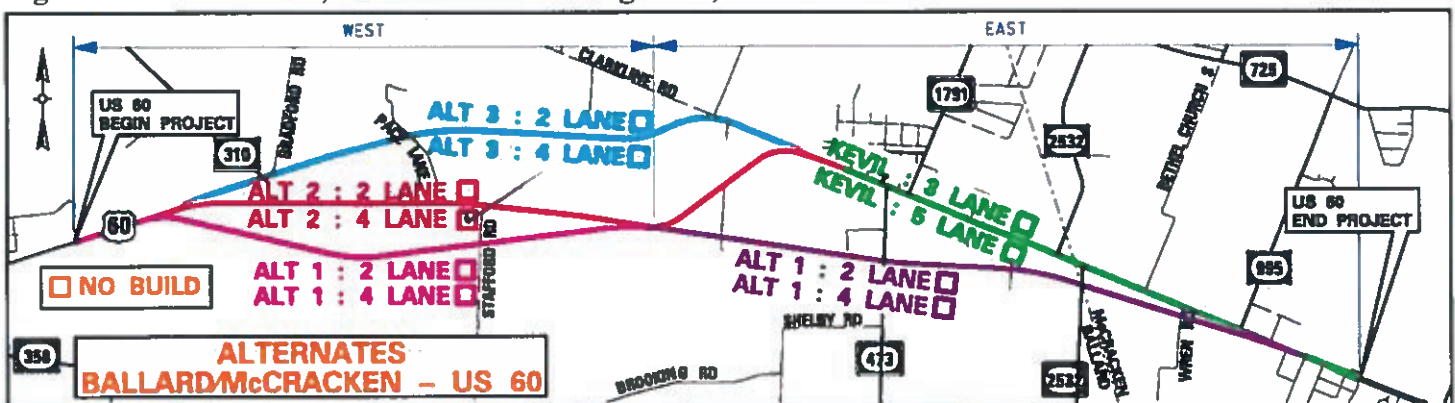 WEST
EAST
US 60
BEGIN PROJECT
310
BRADFORD RD
PACE LANE
CLARKLINE RD
ALT 3 : 2 LANE
ALT 3 : 4 LANE
1791
2532
BETHEL CHURCH
725
60
ALT 2 : 2 LANE
ALT 2 : 4 LANE
KEVIL : 3 LANE
KEVIL : 5 LANE
US 60
END PROJECT
995
NO BUILD
ALT 1 : 2 LANE
ALT 1 : 4 LANE
STAFFORD RD
ALT 1 : 2 LANE
ALT 1 : 4 LANE
SHELBY RD
358
ALTERNATES
BALLARD/McCRACKEN - US 60
BROOKING RD
473
2532
McCRACKEN
BALLARD
WREN